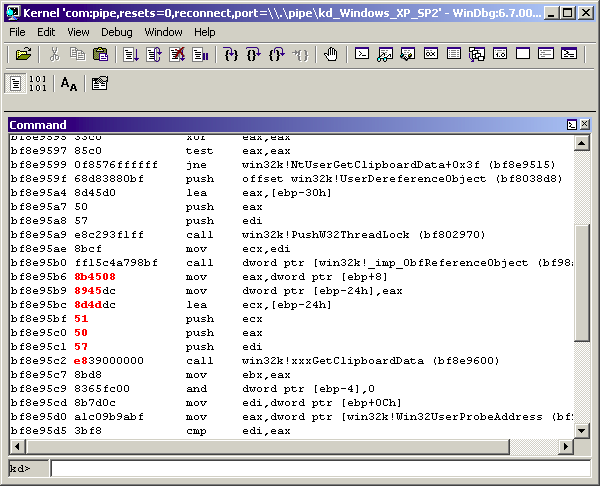 Kernel 'com:pipe,resets=0,reconnect,port=\\.\pipe\kd_Windows_XP_SP2' - WinDbg:6.7.00...
File Edit View Debug Window Help
101
101
AA
Command
bf8e9595 33c0 xor eax,eax
bf8e9597 85c0 test eax,eax
bf8e9599 0f8576ffffff jne win32k!NtUserGetClipboardData+0x3f (bf8e9515)
bf8e959f 68d83880bf push offset win32k!UserDereferenceObject (bf8038d8)
bf8e95a4 8d45d0 lea eax,[ebp-30h]
bf8e95a7 50 push eax
bf8e95a8 57 push edi
bf8e95a9 e8c293f1ff call win32k!PushW32ThreadLock (bf802970)
bf8e95ae 8bcf mov ecx,edi
bf8e95b0 ff15c4a798bf call dword ptr [win32k!_imp_ObfReferenceObject (bf98
bf8e95b6 8b4508 mov eax,dword ptr [ebp+8]
bf8e95b9 8945dc mov dword ptr [ebp-24h],eax
bf8e95bc 8d4ddc lea ecx,[ebp-24h]
bf8e95bf 51 push ecx
bf8e95c0 50 push eax
bf8e95c1 57 push edi
bf8e95c2 e839000000 call win32k!xxxGetClipboardData (bf8e9600)
bf8e95c7 8bd8 mov ebx,eax
bf8e95c9 8365fc00 and dword ptr [ebp-4],0
bf8e95cd 8b7d0c mov edi,dword ptr [ebp+0Ch]
bf8e95d0 a1c09b9abf mov eax,dword ptr [win32k!Win32UserProbeAddress (bf
bf8e95d5 3bf8 cmp edi,eax
kd>